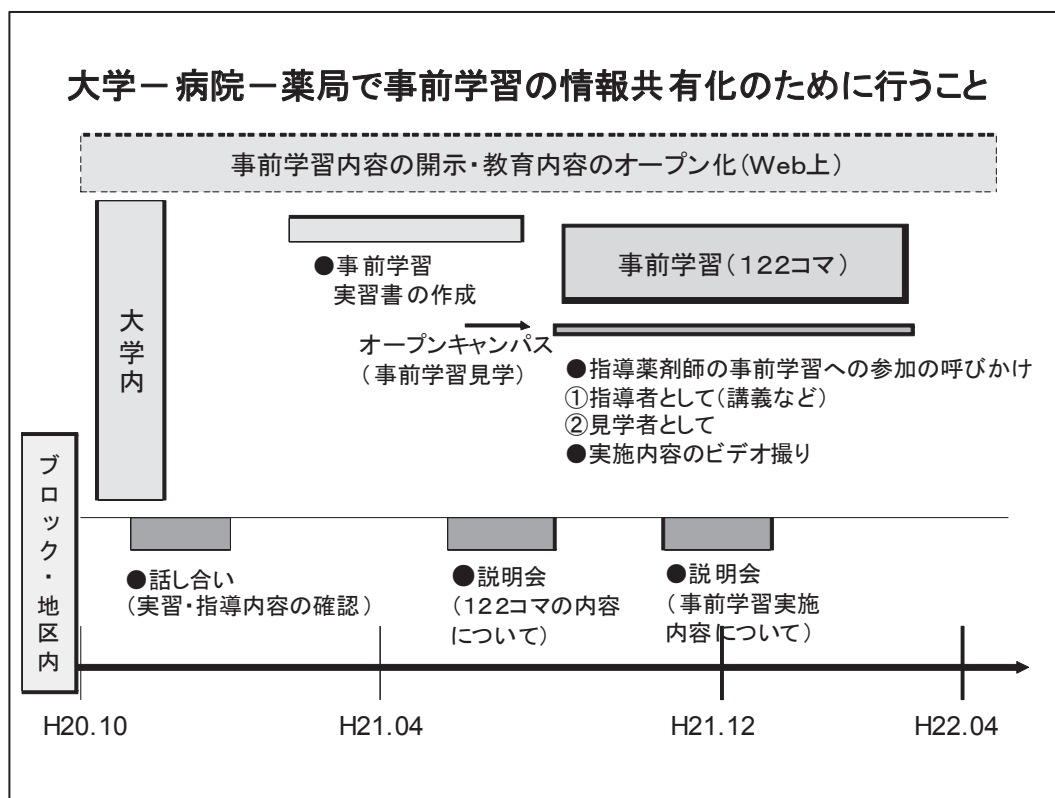 大学－病院－薬局で事前学習の情報共有化のために行うこと
事前学習内容の開示・教育内容のオープン化(Web上)
大学内
●事前学習
実習書の作成
事前学習(122コマ)
オープンキャンパス
(事前学習見学)
●指導薬剤師の事前学習への参加の呼びかけ
①指導者として(講義など)
②見学者として
●実施内容のビデオ撮り
ブロック・地区内
●話し合い
(実習・指導内容の確認)
●説明会
(122コマの内容
について)
●説明会
(事前学習実施
内容について)
H20.10
H21.04
H21.12
H22.04